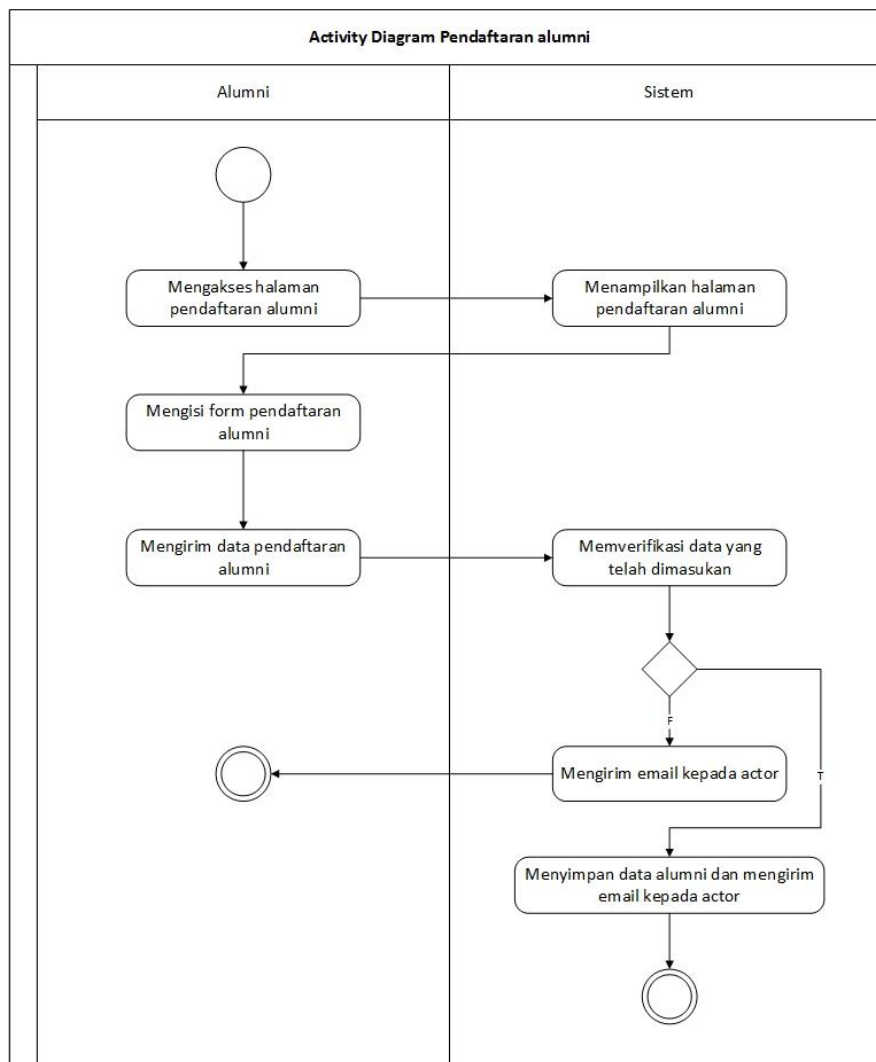 Activity Diagram Pendaftaran alumni
Alumni
Sistem
Mengakses halaman
pendaftaran alumni
Menampilkan halaman
pendaftaran alumni
Mengisi form pendaftaran
alumni
Mengirim data pendaftaran
alumni
Memverifikasi data yang
telah dimasukan
F
Mengirim email kepada actor
T
Menyimpan data alumni dan mengirim
email kepada actor